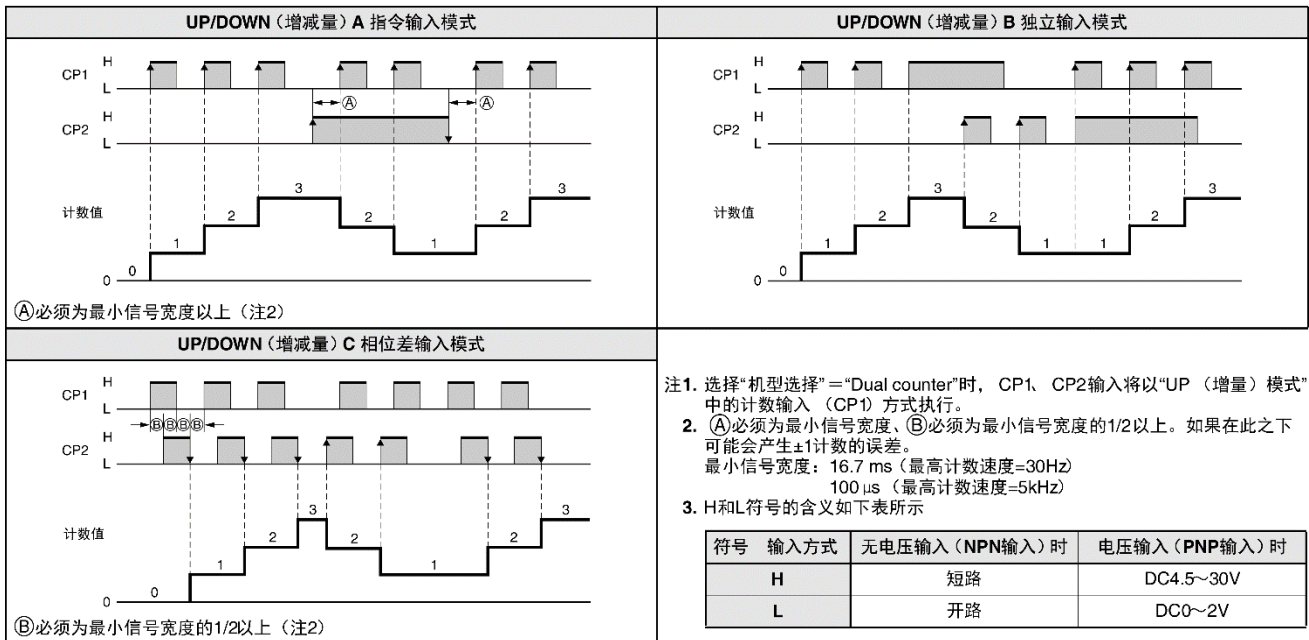 UP/DOWN（增减量）A 指令输入模式
CP1 H
L
Ⓐ Ⓐ
CP2 H
L
计数值
0 0 1 2 3 2 1 2 3
Ⓐ必须为最小信号宽度以上（注2）
UP/DOWN（增减量）B 独立输入模式
CP1 H
L
CP2 H
L
计数值
0 0 1 2 3 2 1 1 2 3
UP/DOWN（增减量）C 相位差输入模式
CP1 H
L
ⒷⒷⒷⒷ
CP2 H
L
计数值
0 0 1 2 3 2 1 2 3
Ⓑ必须为最小信号宽度的1/2以上（注2）
注1. 选择“机型选择”＝“Dual counter”时，CP1、CP2输入将以“UP （增量）模式”
中的计数输入 （CP1）方式执行。
2. Ⓐ必须为最小信号宽度、Ⓑ必须为最小信号宽度的1/2以上。如果在此之下
可能会产生±1计数的误差。
最小信号宽度：16.7 ms（最高计数速度=30Hz）
100 μs （最高计数速度=5kHz）
3. H和L符号的含义如下表所示
符号 输入方式 无电压输入（NPN输入）时 电压输入（PNP输入）时
H 短路 DC4.5～30V
L 开路 DC0～2V